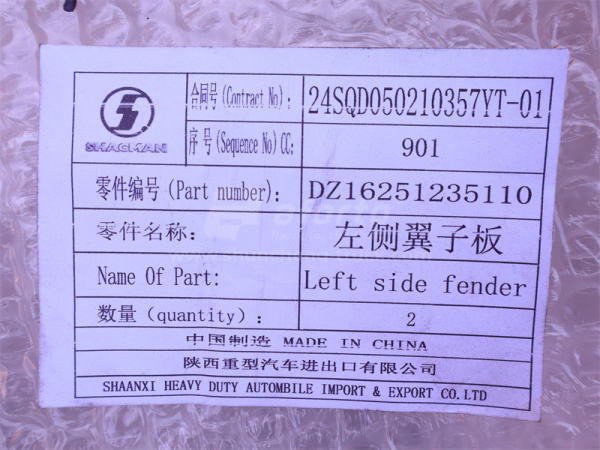 SHACMAN
合同号(Contract No): 24SQD050210357YT-01
序号(Sequence No)CC: 901
零件编号(Part number): DZ16251235110
零件名称: 左侧翼子板
Name Of Part: Left side fender
数量(quantity): 2
中国制造 MADE IN CHINA
陕西重型汽车进出口有限公司
SHAANXI HEAVY DUTY AUTOMBILE IMPORT & EXPORT CO.LTD